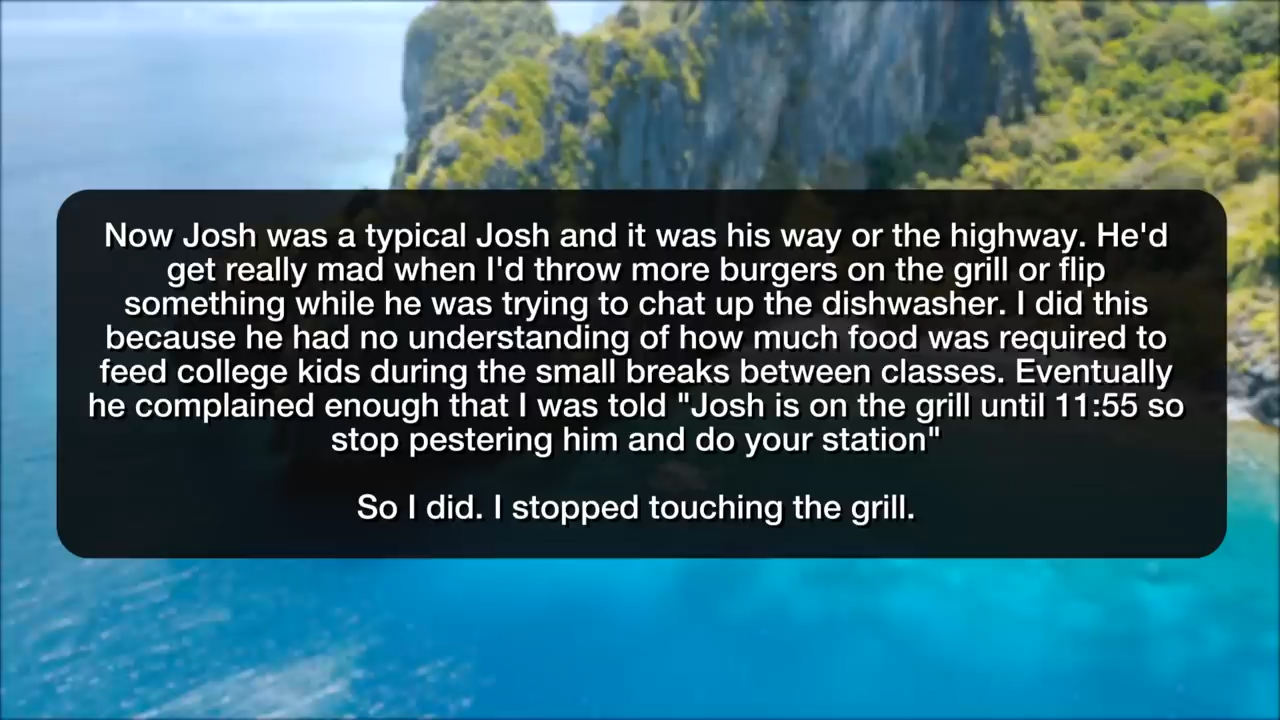 Now Josh was a typical Josh and it was his way or the highway. He'd
get really mad when I'd throw more burgers on the grill or flip
something while he was trying to chat up the dishwasher. I did this
because he had no understanding of how much food was required to
feed college kids during the small breaks between classes. Eventually
he complained enough that I was told "Josh is on the grill until 11:55 so
stop pestering him and do your station"
So I did. I stopped touching the grill.